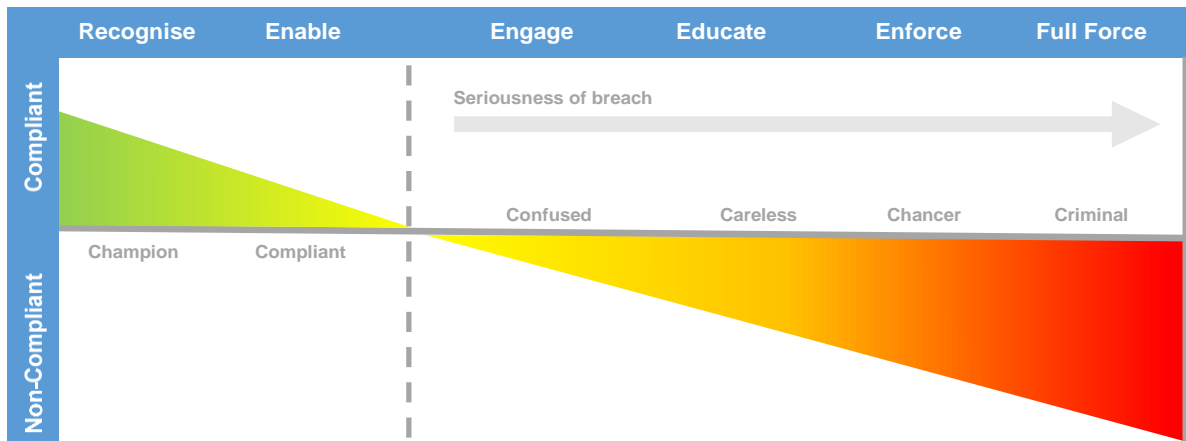 Recognise Enable Engage Educate Enforce Full Force
Compliant
Seriousness of breach
Confused Careless Chancer Criminal
Champion Compliant
Non-Compliant